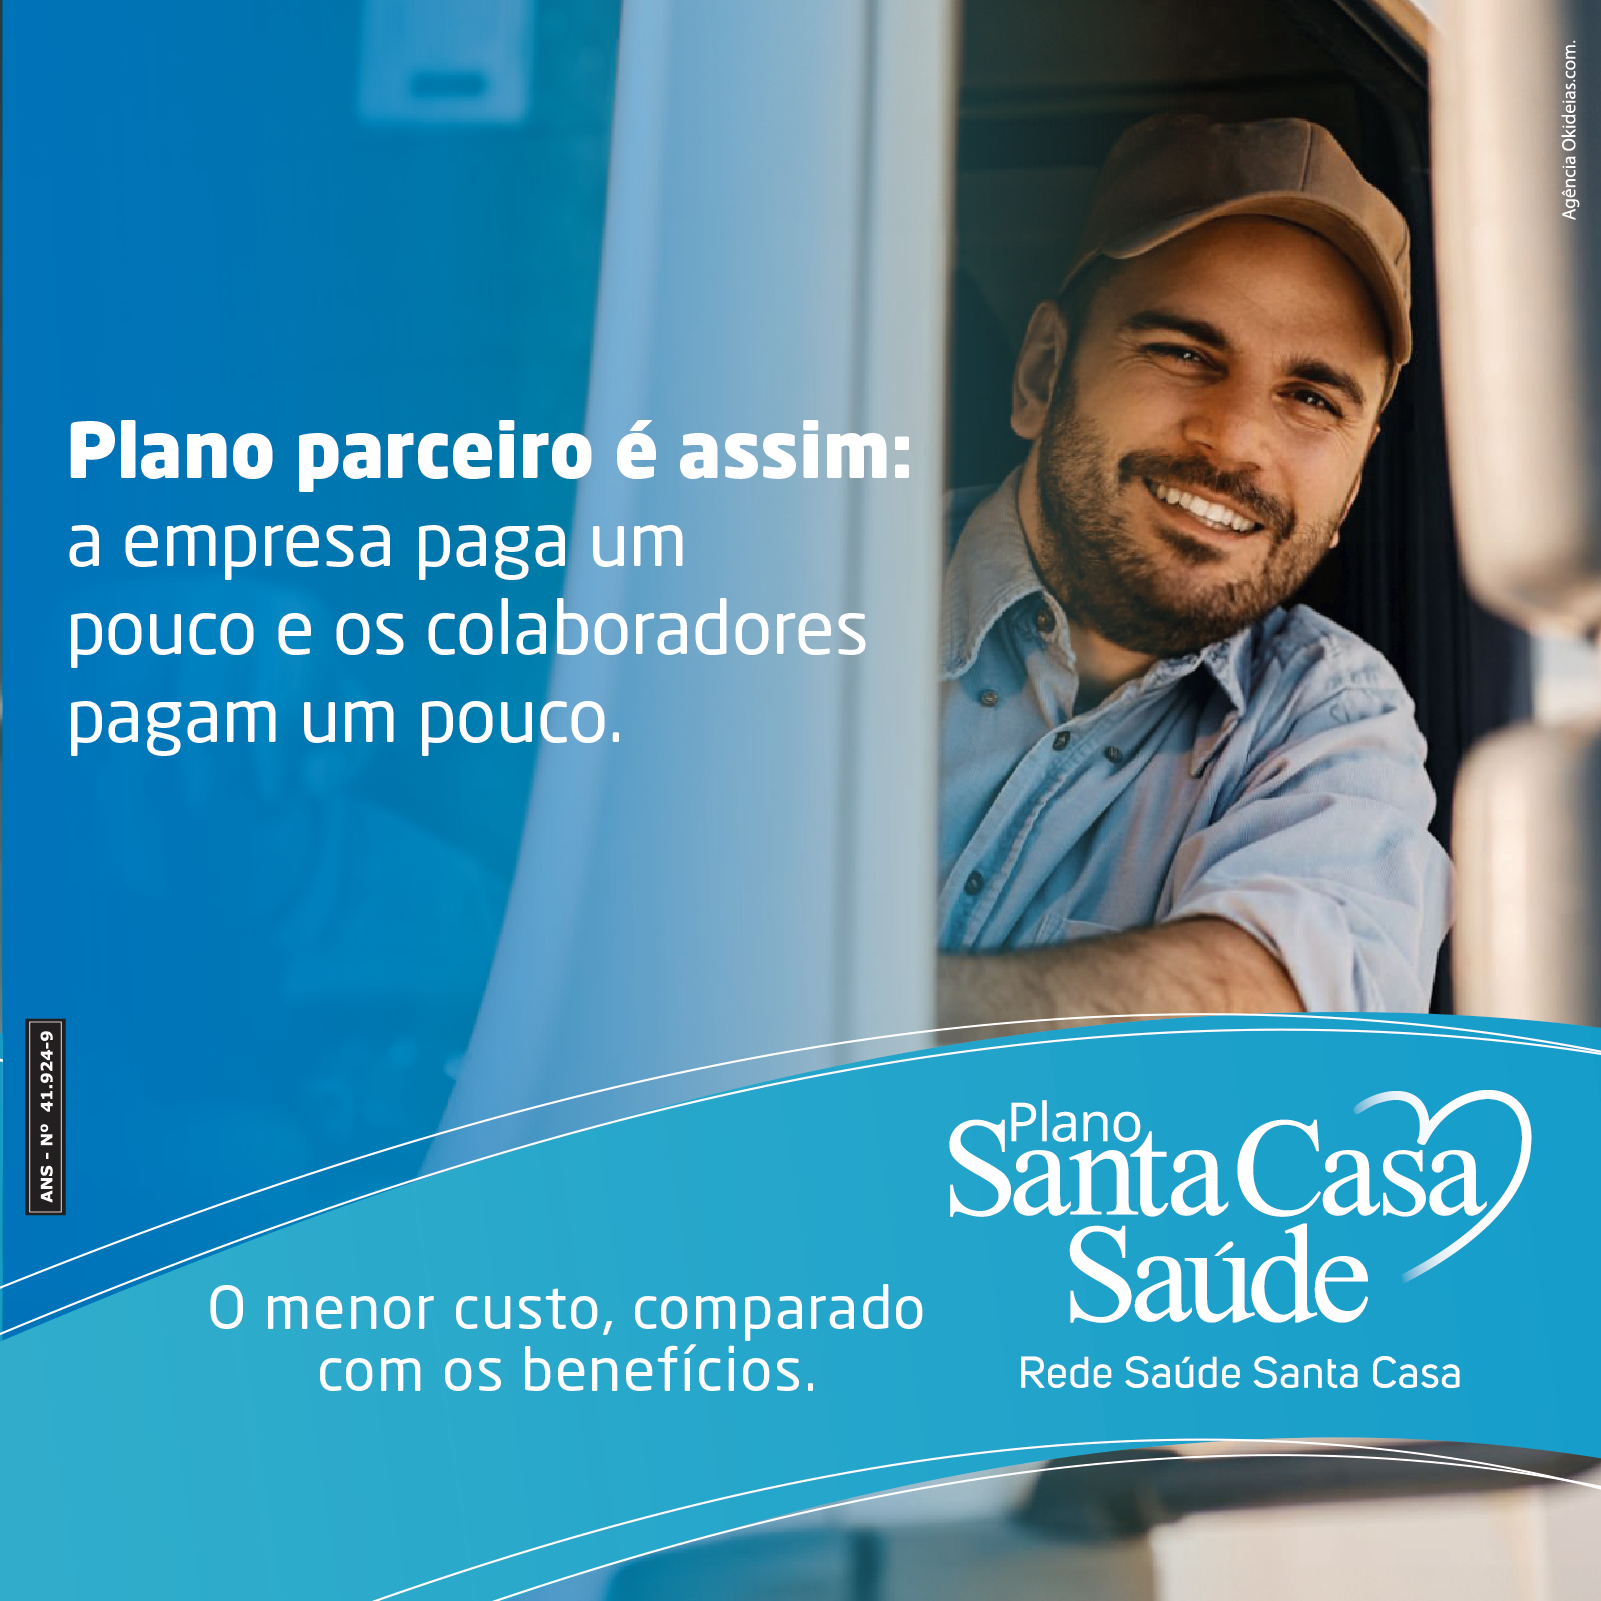 Agência Okideias.com.
Plano parceiro é assim:
a empresa paga um
pouco e os colaboradores
pagam um pouco.
ANS - Nº 41.924-9
Plano
Santa Casa
Saúde
Rede Saúde Santa Casa
O menor custo, comparado
com os benefícios.